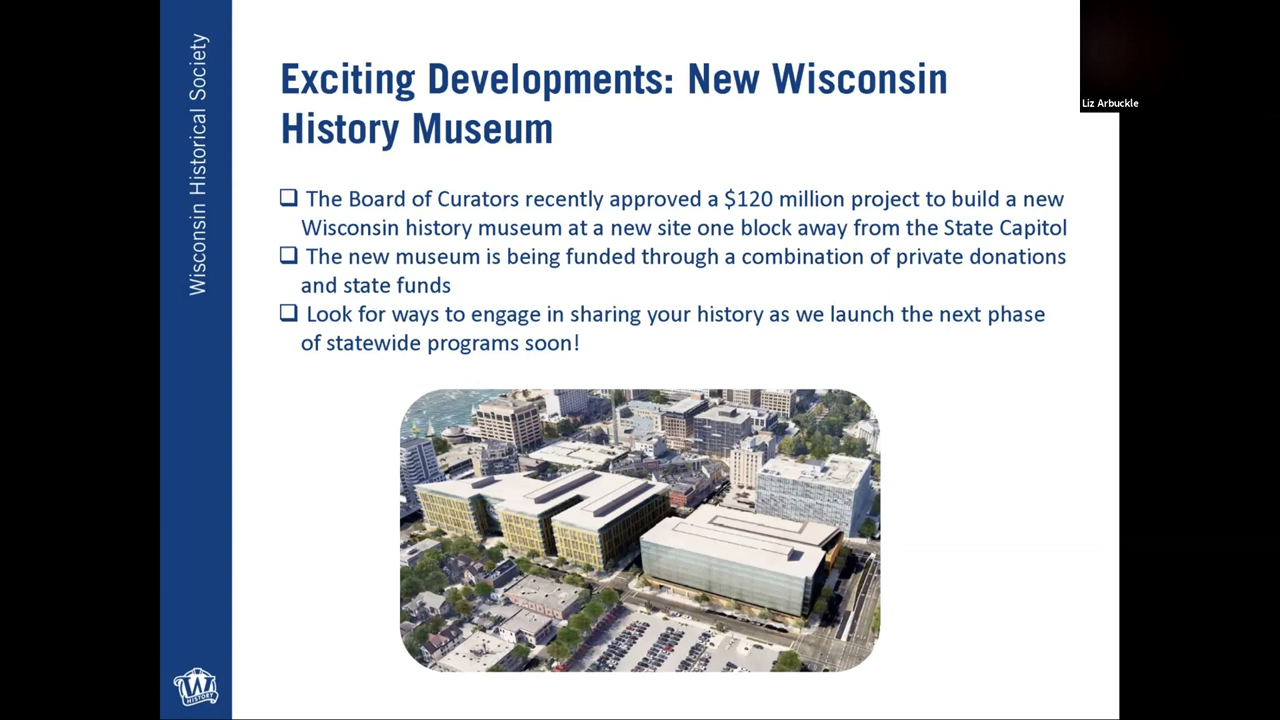 Wisconsin Historical Society
Exciting Developments: New Wisconsin
History Museum
❑ The Board of Curators recently approved a $120 million project to build a new
Wisconsin history museum at a new site one block away from the State Capitol
❑ The new museum is being funded through a combination of private donations
and state funds
❑ Look for ways to engage in sharing your history as we launch the next phase
of statewide programs soon!
Liz Arbuckle
W
HISTORY